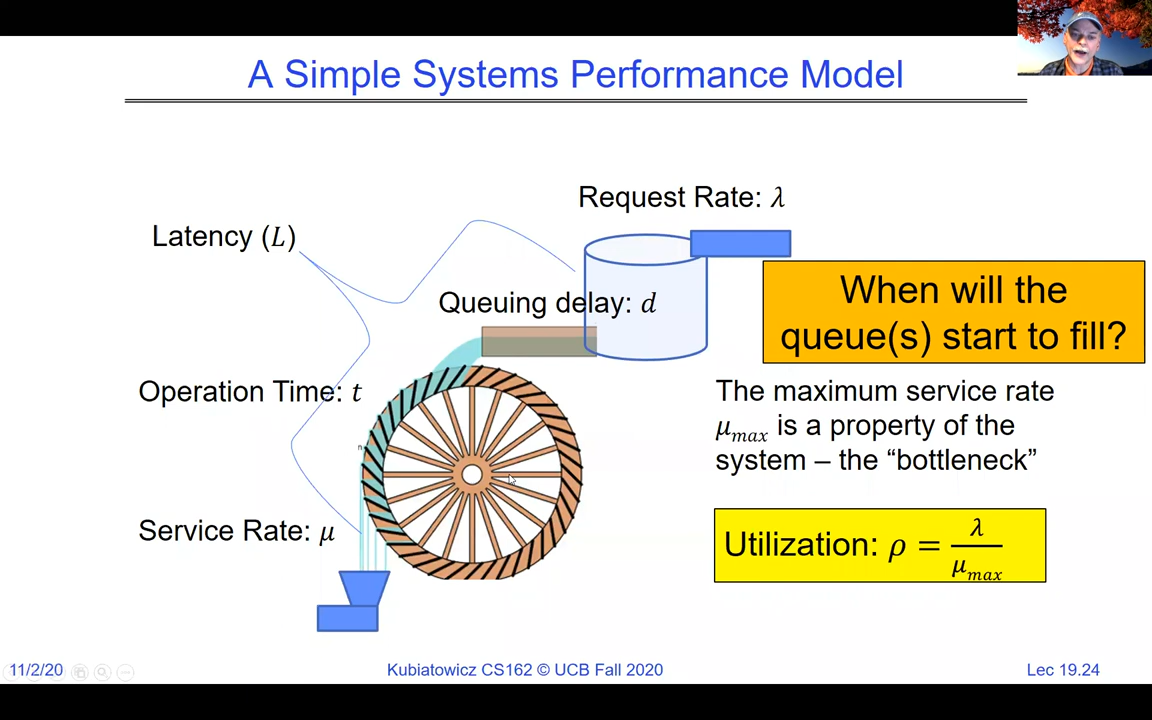 A Simple Systems Performance Model
Request Rate: λ
Latency (L)
Queuing delay: d
When will the
queue(s) start to fill?
Operation Time: t
The maximum service rate
μmax is a property of the
system – the “bottleneck”
Service Rate: μ
Utilization: ρ = λ / μmax
11/2/20
Kubiatowicz CS162 © UCB Fall 2020
Lec 19.24